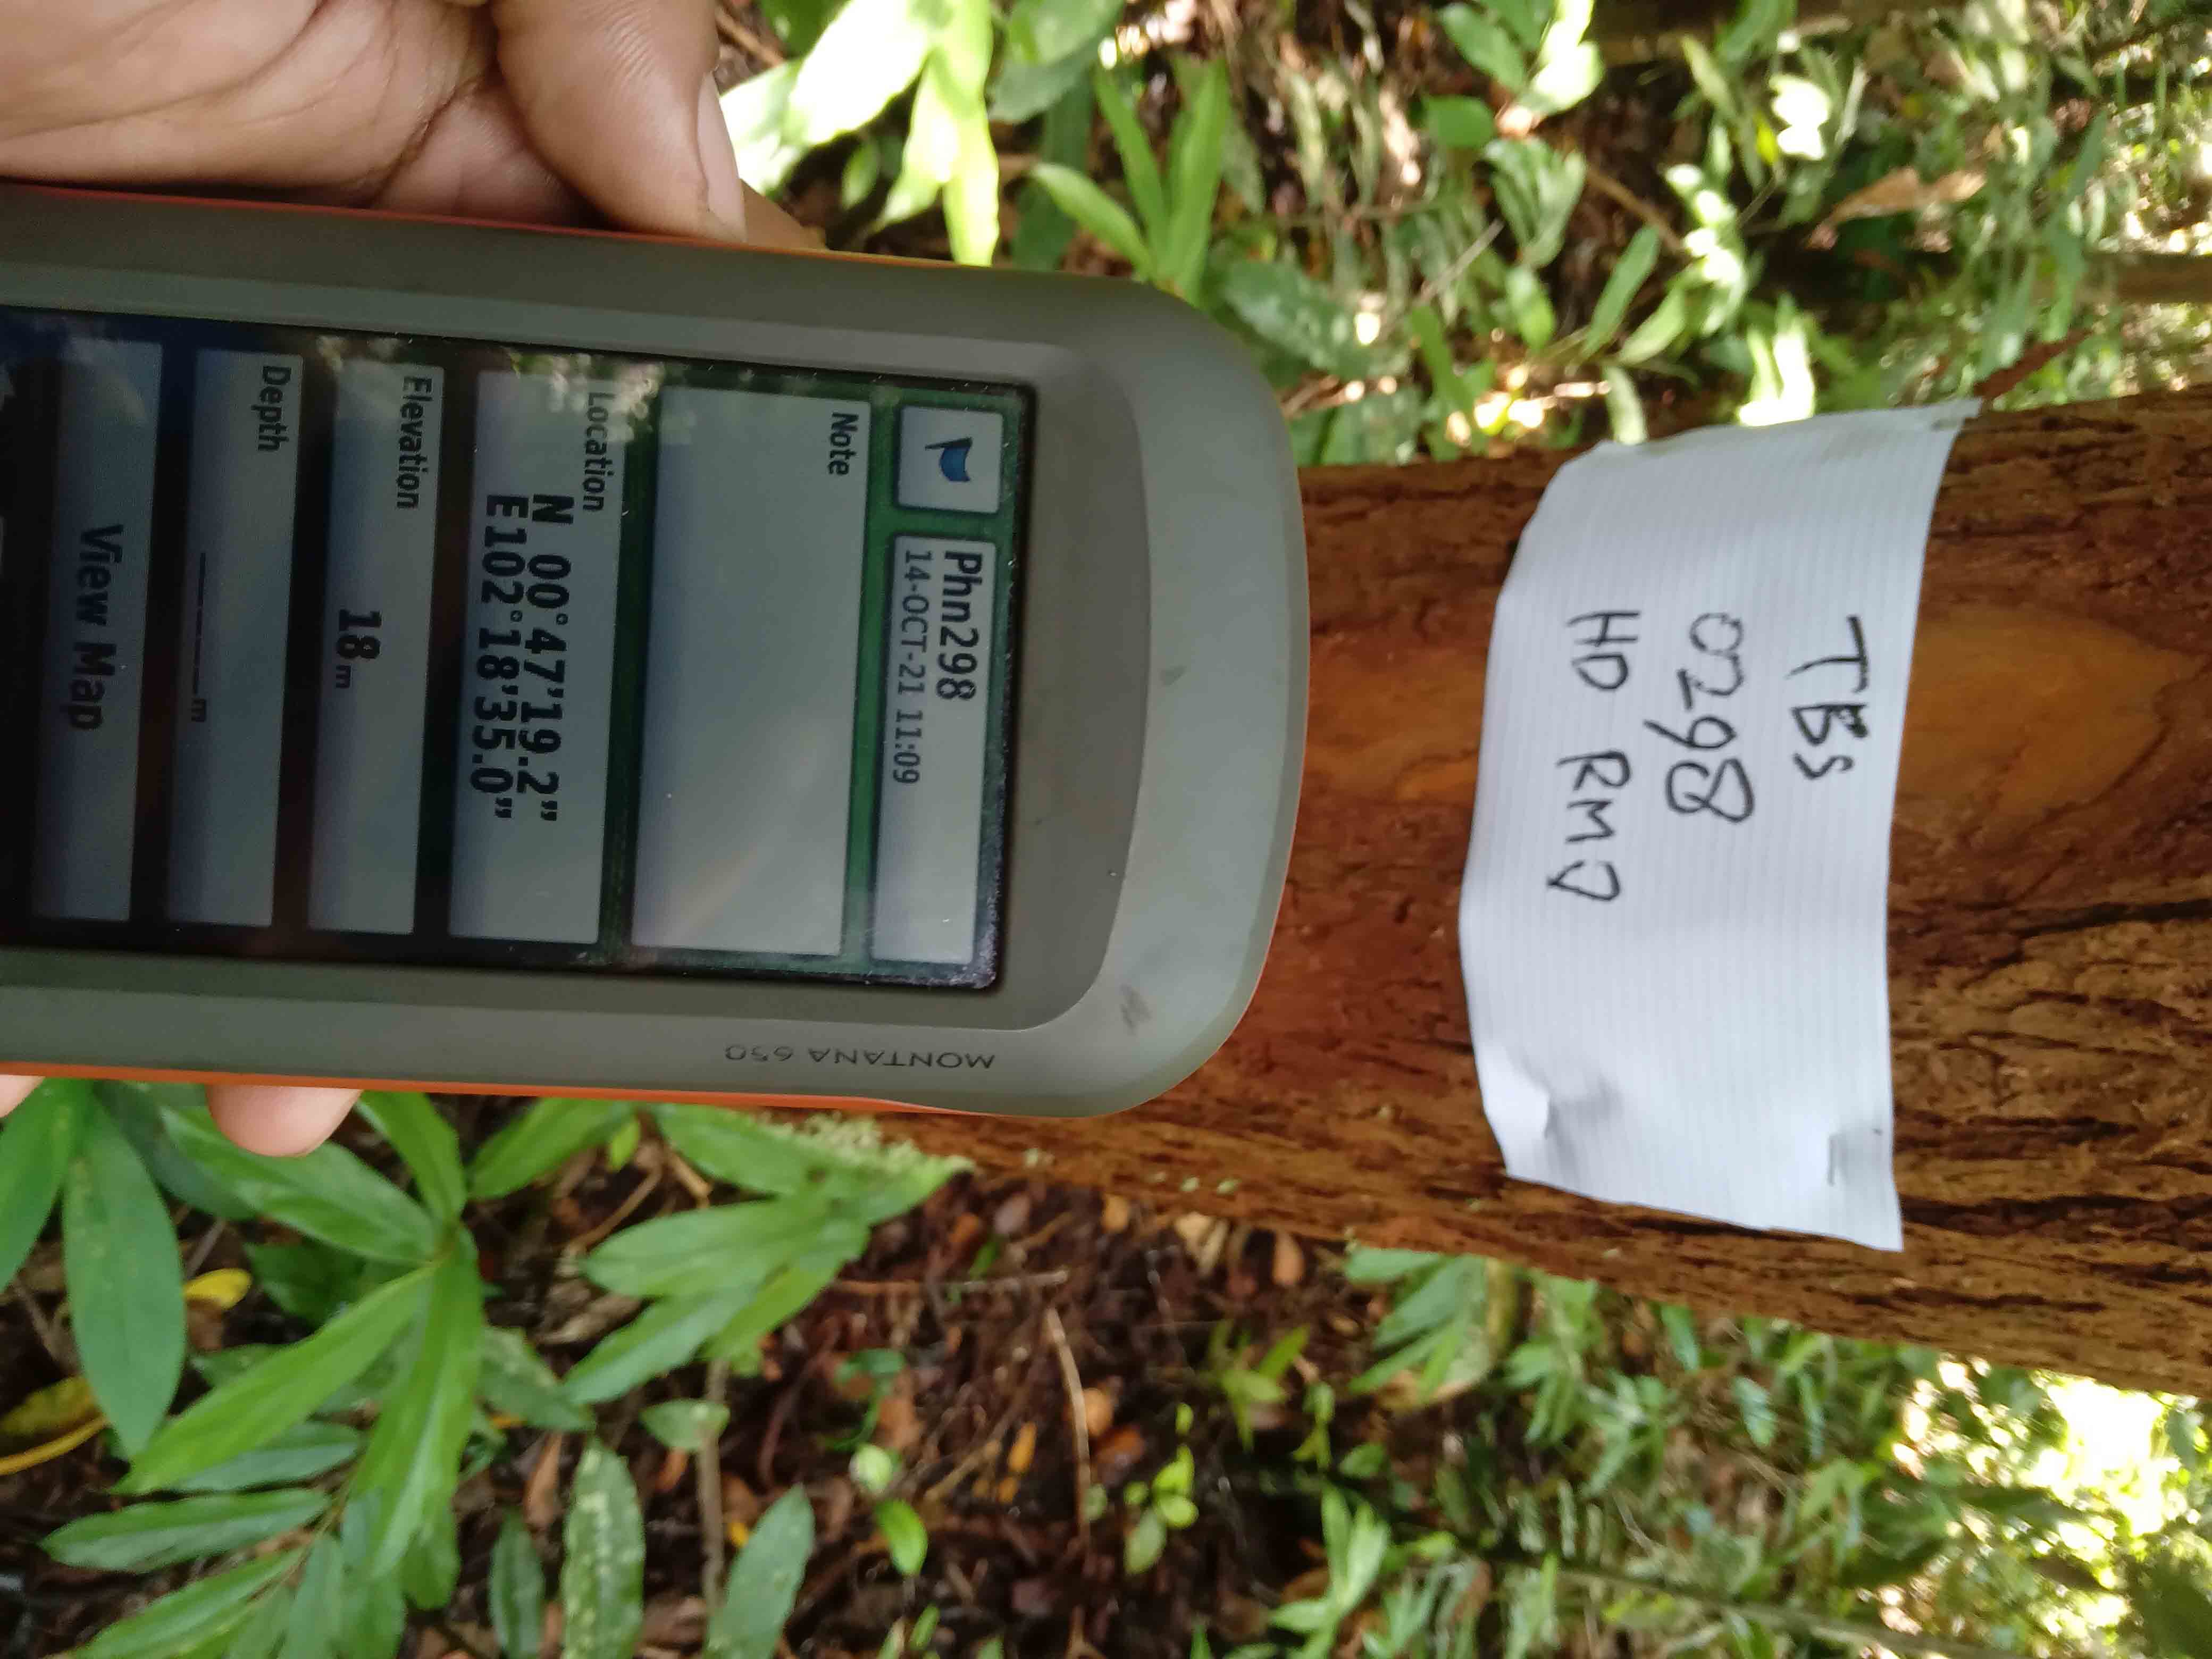 TBS
0298
HD RMJ
MONTANA 650
Phn298
14-OCT-21 11:09
Note
Location
N 00°47'19.2"
E102°18'35.0"
Elevation
18m
Depth
_____m
View Map